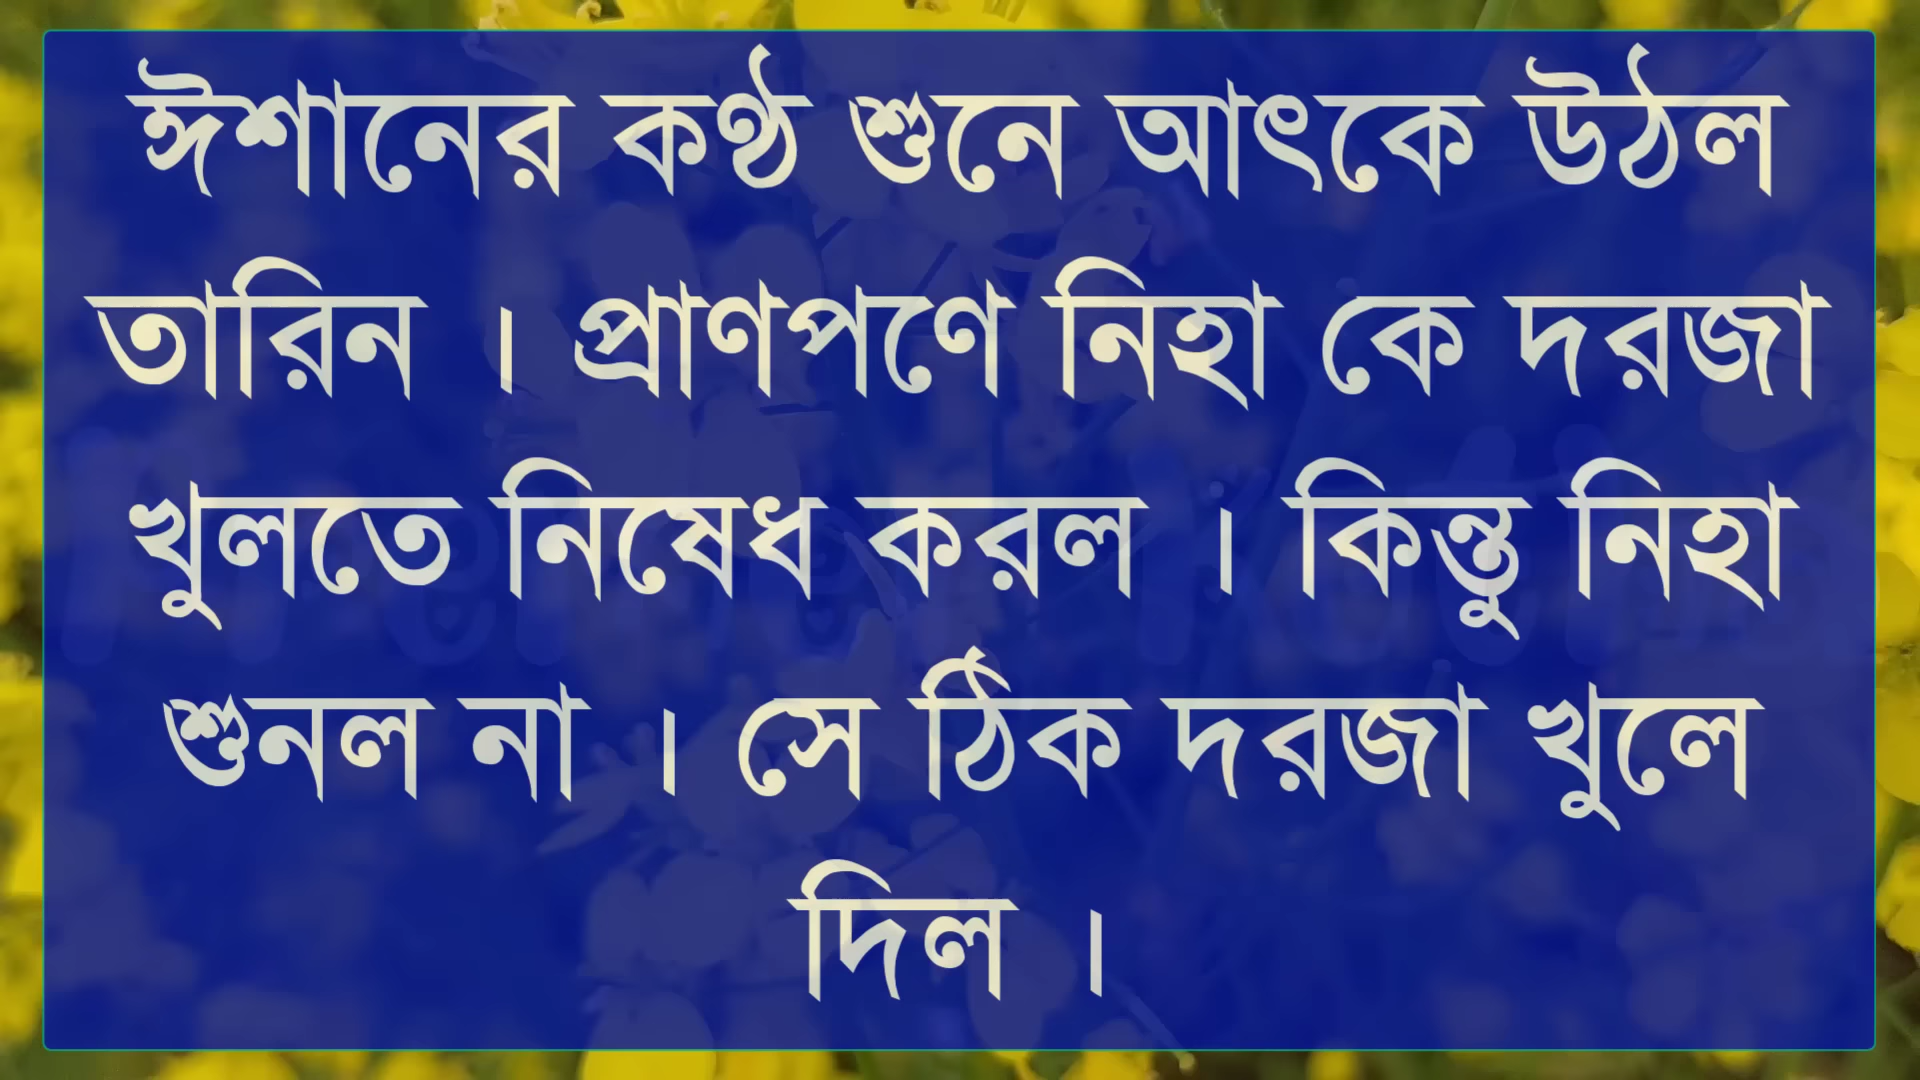 ঈশানের কণ্ঠ শুনে আৎকে উঠল
তারিন । প্রাণপণে নিহা কে দরজা
খুলতে নিষেধ করল । কিন্তু নিহা
শুনল না । সে ঠিক দরজা খুলে
দিল ।